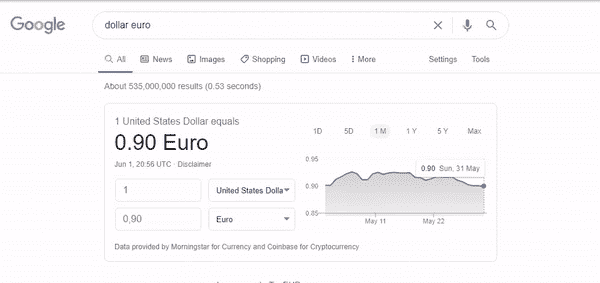 Google dollar euro
All News Images Shopping Videos More Settings Tools
About 535,000,000 results (0.53 seconds)
1 United States Dollar equals
0.90 Euro
Jun 1, 20:56 UTC · Disclaimer
1 United States Dolla
0,90 Euro
1D 5D 1M 1Y 5Y Max
0.95
0.90 Sun, 31 May
0.90
0.85
May 11 May 22
Data provided by Morningstar for Currency and Coinbase for Cryptocurrency